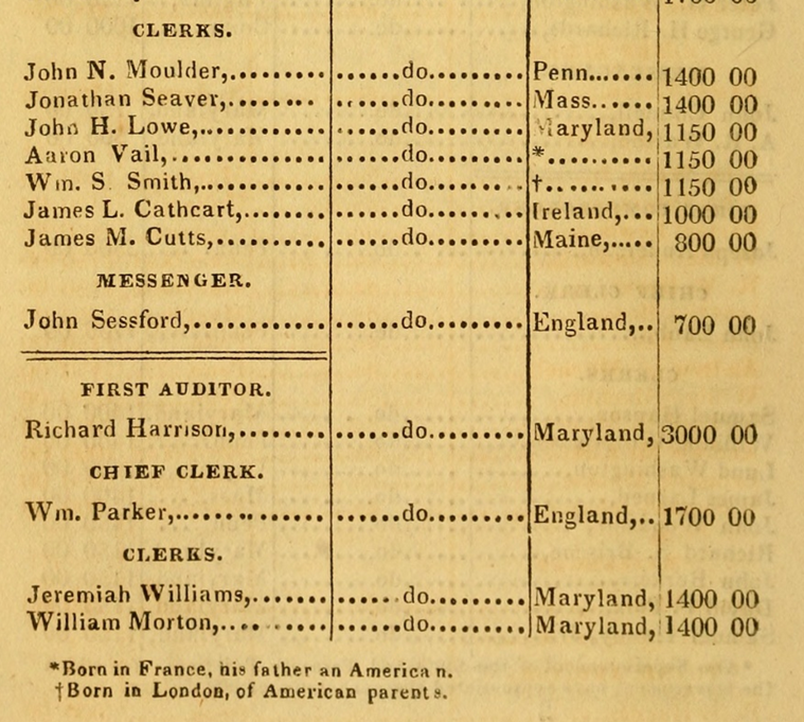 CLERKS.
John N. Moulder,.........|......do.........|Penn.......|1400 00
Jonathan Seaver,........|......do.........|Mass.......|1400 00
John H. Lowe,............|......do.........|Maryland,|1150 00
Aaron Vail,..............|......do.........|*..........|1150 00
Wm. S Smith,............|......do.........|†..........|1150 00
James L. Cathcart,........|......do.........|Ireland,...|1000 00
James M. Cutts,..........|......do.........|Maine,.....|800 00
MESSENGER.
John Sessford,............|......do.........|England,..|700 00
FIRST AUDITOR.
Richard Harrison,........|......do.........|Maryland,|3000 00
CHIEF CLERK.
Wm. Parker,..............|......do.........|England,..|1700 00
CLERKS.
Jeremiah Williams,.......|......do.........|Maryland,|1400 00
William Morton,..........|......do.........|Maryland,|1400 00
*Born in France, his father an American.
†Born in London, of American parents.